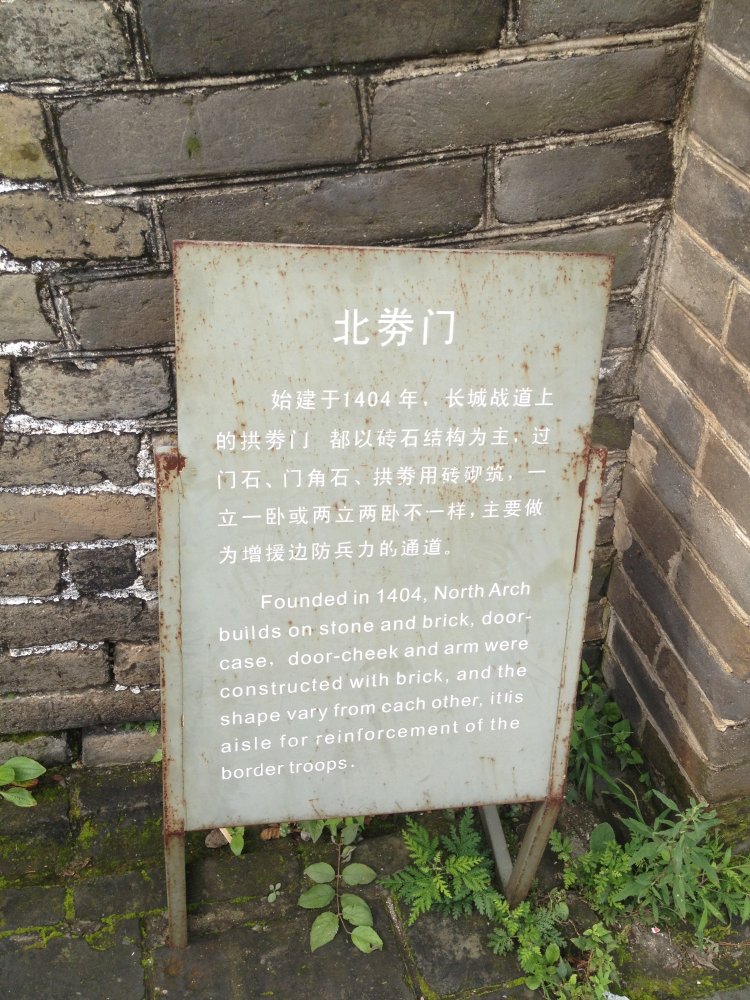 北券门
始建于1404年，长城战道上
的拱券门 都以砖石结构为主，过
门石、门角石、拱券用砖砌筑，一
立一卧或两立两卧不一样，主要做
为增援边防兵力的通道。
Founded in 1404, North Arch
builds on stone and brick, door-
case, door-cheek and arm were
constructed with brick, and the
shape vary from cach other, itlis
aisle for reinforcement of the
border troops.